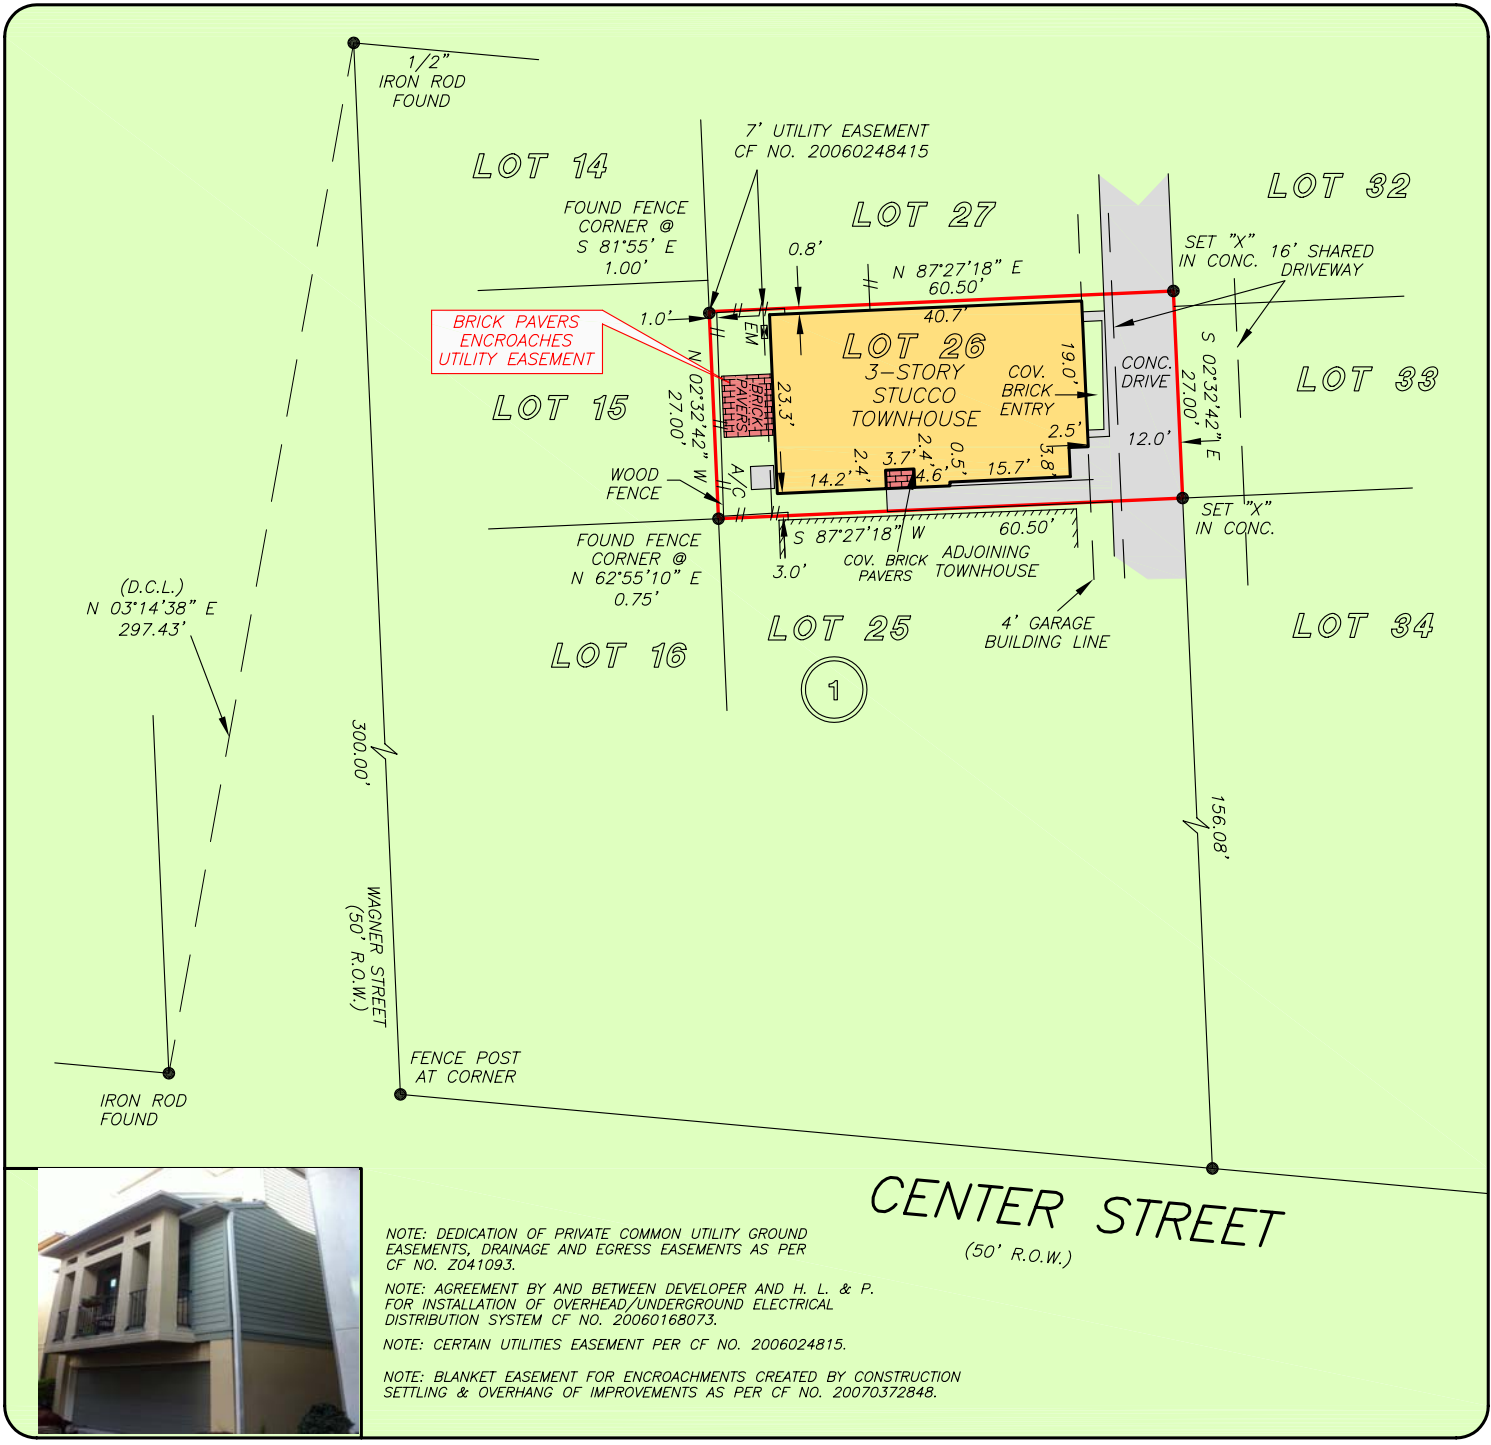 1/2"
IRON ROD
FOUND
7' UTILITY EASEMENT
CF NO. 20060248415
LOT 14
LOT 27
LOT 32
FOUND FENCE
CORNER @
S 81°55' E
1.00'
0.8'
N 87°27'18" E
60.50'
SET "X"
IN CONC.
16' SHARED
DRIVEWAY
BRICK PAVERS
ENCROACHES
UTILITY EASEMENT
1.0'
EM
40.7'
LOT 26
3-STORY
STUCCO
TOWNHOUSE
19.0'
COV.
BRICK
ENTRY
CONC.
DRIVE
S 02°32'42" E
27.00'
LOT 33
LOT 15
N 02°32'42" W
27.00'
BRICK
PAVERS
23.3'
2.5'
12.0'
WOOD
FENCE
A/C
14.2'
2.4'
3.7'
2.4'
4.6'
0.5'
15.7'
3.8'
SET "X"
IN CONC.
FOUND FENCE
CORNER @
N 62°55'10" E
0.75'
S 87°27'18" W
60.50'
3.0'
COV. BRICK
PAVERS
ADJOINING
TOWNHOUSE
(D.C.L.)
N 03°14'38" E
297.43'
4' GARAGE
BUILDING LINE
LOT 16
LOT 25
LOT 34
1
300.00'
156.08'
WAGNER STREET
(50' R.O.W.)
FENCE POST
AT CORNER
IRON ROD
FOUND
CENTER STREET
(50' R.O.W.)
NOTE: DEDICATION OF PRIVATE COMMON UTILITY GROUND
EASEMENTS, DRAINAGE AND EGRESS EASEMENTS AS PER
CF NO. Z041093.
NOTE: AGREEMENT BY AND BETWEEN DEVELOPER AND H. L. & P.
FOR INSTALLATION OF OVERHEAD/UNDERGROUND ELECTRICAL
DISTRIBUTION SYSTEM CF NO. 20060168073.
NOTE: CERTAIN UTILITIES EASEMENT PER CF NO. 2006024815.
NOTE: BLANKET EASEMENT FOR ENCROACHMENTS CREATED BY CONSTRUCTION
SETTLING & OVERHANG OF IMPROVEMENTS AS PER CF NO. 20070372848.